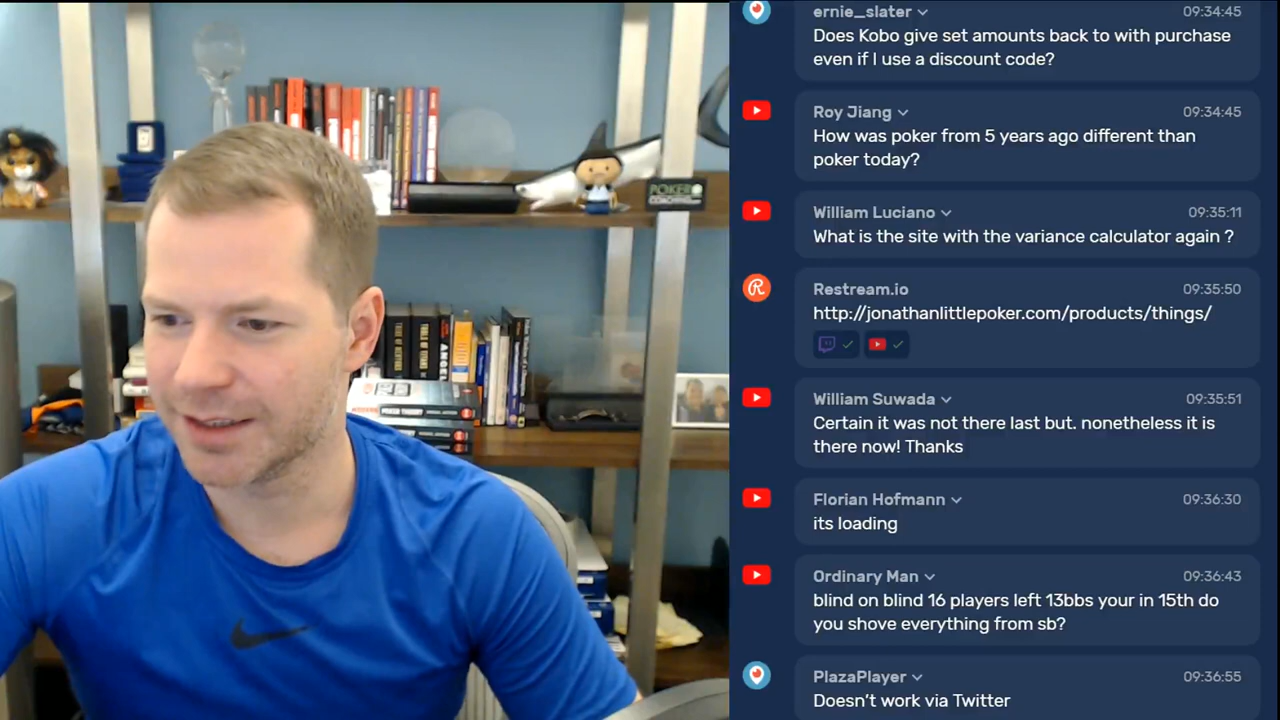 ernie_slater
09:34:45
Does Kobo give set amounts back to with purchase
even if I use a discount code?
Roy Jiang
09:34:45
How was poker from 5 years ago different than
poker today?
William Luciano
09:35:11
What is the site with the variance calculator again ?
Restream.io
09:35:50
http://jonathanlittlepoker.com/products/things/
William Suwada
09:35:51
Certain it was not there last but. nonetheless it is
there now! Thanks
Florian Hofmann
09:36:30
its loading
Ordinary Man
09:36:43
blind on blind 16 players left 13bbs your in 15th do
you shove everything from sb?
PlazaPlayer
09:36:55
Doesn't work via Twitter
POKER
COACHING